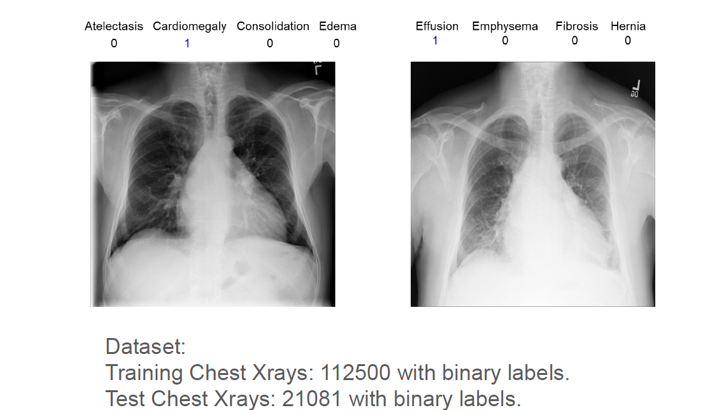 Atelectasis Cardiomegaly Consolidation Edema
0 1 0 0
Effusion Emphysema Fibrosis Hernia
1 0 0 0
L
L
Dataset:
Training Chest Xrays: 112500 with binary labels.
Test Chest Xrays: 21081 with binary labels.